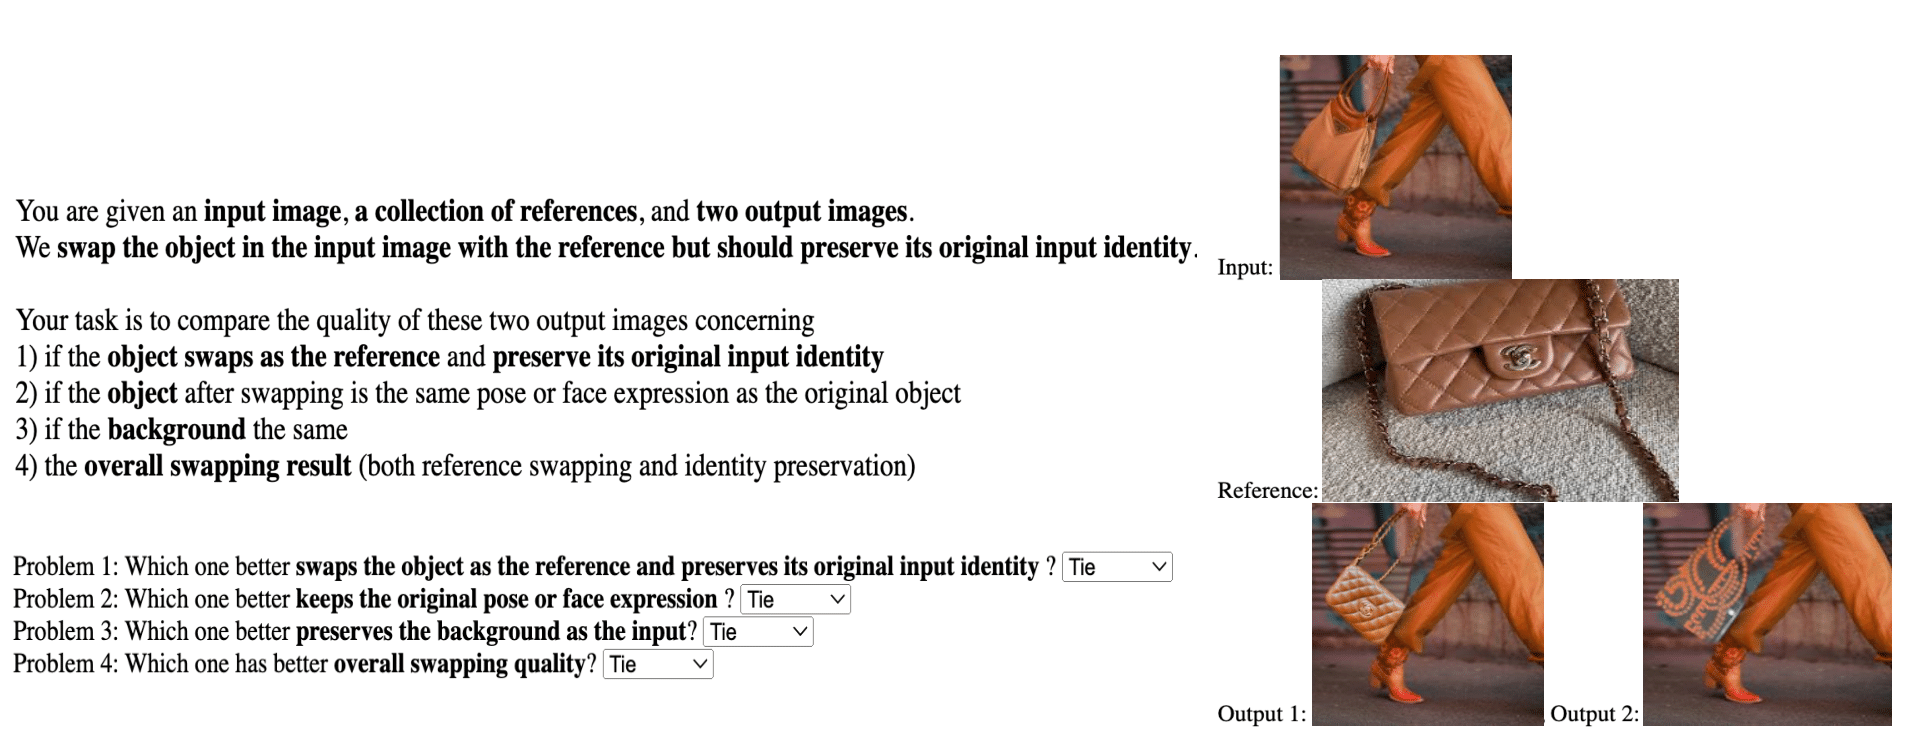 You are given an input image, a collection of references, and two output images.
We swap the object in the input image with the reference but should preserve its original input identity.
Input:
Your task is to compare the quality of these two output images concerning
1) if the object swaps as the reference and preserve its original input identity
2) if the object after swapping is the same pose or face expression as the original object
3) if the background the same
4) the overall swapping result (both reference swapping and identity preservation)
Reference:
Problem 1: Which one better swaps the object as the reference and preserves its original input identity ? Tie
Problem 2: Which one better keeps the original pose or face expression ? Tie
Problem 3: Which one better preserves the background as the input? Tie
Problem 4: Which one has better overall swapping quality? Tie
Output 1:
Output 2: